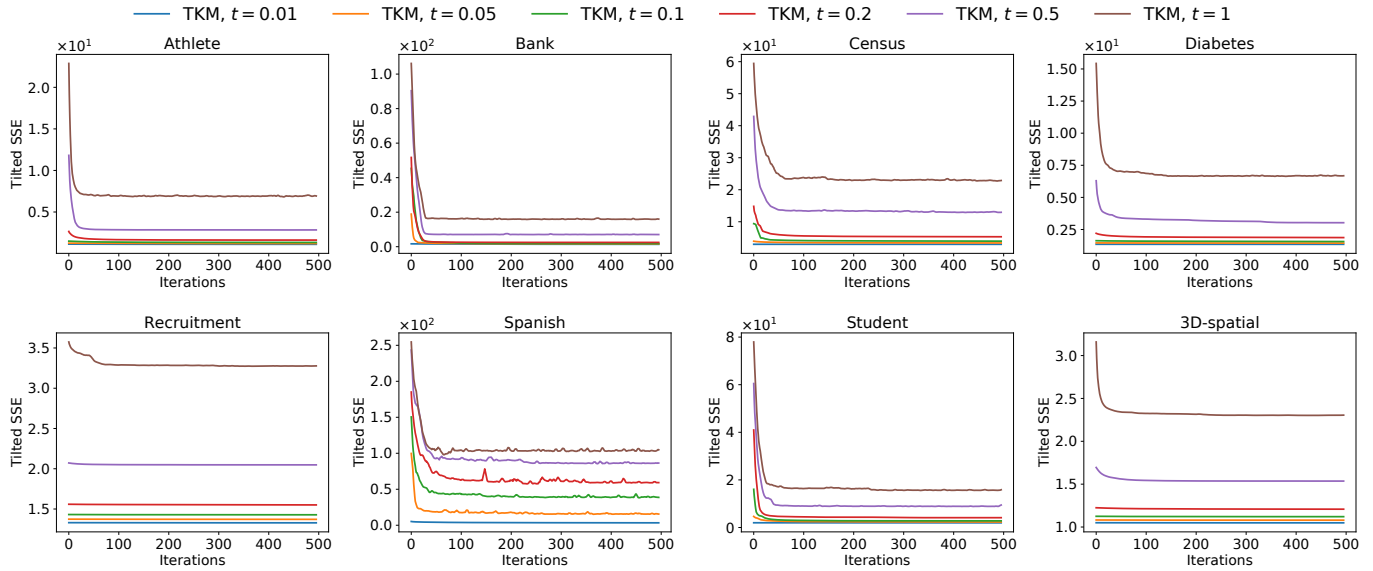 TKM, t = 0.01 TKM, t = 0.05 TKM, t = 0.1 TKM, t = 0.2 TKM, t = 0.5 TKM, t = 1
×10¹ Athlete
2.0
1.5
1.0
0.5
Tilted SSE
0 100 200 300 400 500
Iterations
×10² Bank
1.0
0.8
0.6
0.4
0.2
0.0
Tilted SSE
0 100 200 300 400 500
Iterations
×10¹ Census
6
5
4
3
2
1
Tilted SSE
0 100 200 300 400 500
Iterations
×10¹ Diabetes
1.50
1.25
1.00
0.75
0.50
0.25
Tilted SSE
0 100 200 300 400 500
Iterations
Recruitment
3.5
3.0
2.5
2.0
1.5
Tilted SSE
0 100 200 300 400 500
Iterations
×10² Spanish
2.5
2.0
1.5
1.0
0.5
0.0
Tilted SSE
0 100 200 300 400 500
Iterations
×10¹ Student
8
6
4
2
0
Tilted SSE
0 100 200 300 400 500
Iterations
3D-spatial
3.0
2.5
2.0
1.5
1.0
Tilted SSE
0 100 200 300 400 500
Iterations